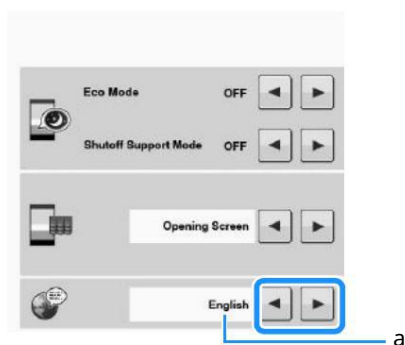 Eco Mode OFF
Shutoff Support Mode OFF
Opening Screen
English
a